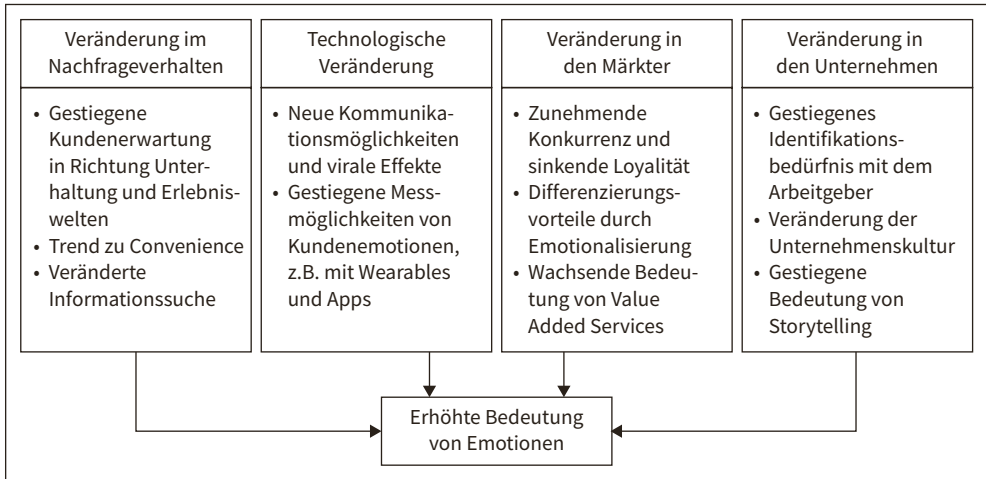 Veränderung im
Nachfrageverhalten
• Gestiegene
Kundenerwartung
in Richtung Unter-
haltung und Erlebnis-
welten
• Trend zu Convenience
• Veränderte
Informationssuche
Technologische
Veränderung
• Neue Kommunika-
tionsmöglichkeiten
und virale Effekte
• Gestiegene Mess-
möglichkeiten von
Kundenemotionen,
z.B. mit Wearables
und Apps
Veränderung in
den Märkter
• Zunehmende
Konkurrenz und
sinkende Loyalität
• Differenzierungs-
vorteile durch
Emotionalisierung
• Wachsende Bedeu-
tung von Value
Added Services
Veränderung in
den Unternehmen
• Gestiegenes
Identifikations-
bedürfnis mit dem
Arbeitgeber
• Veränderung der
Unternehmenskultur
• Gestiegene
Bedeutung von
Storytelling
Erhöhte Bedeutung
von Emotionen